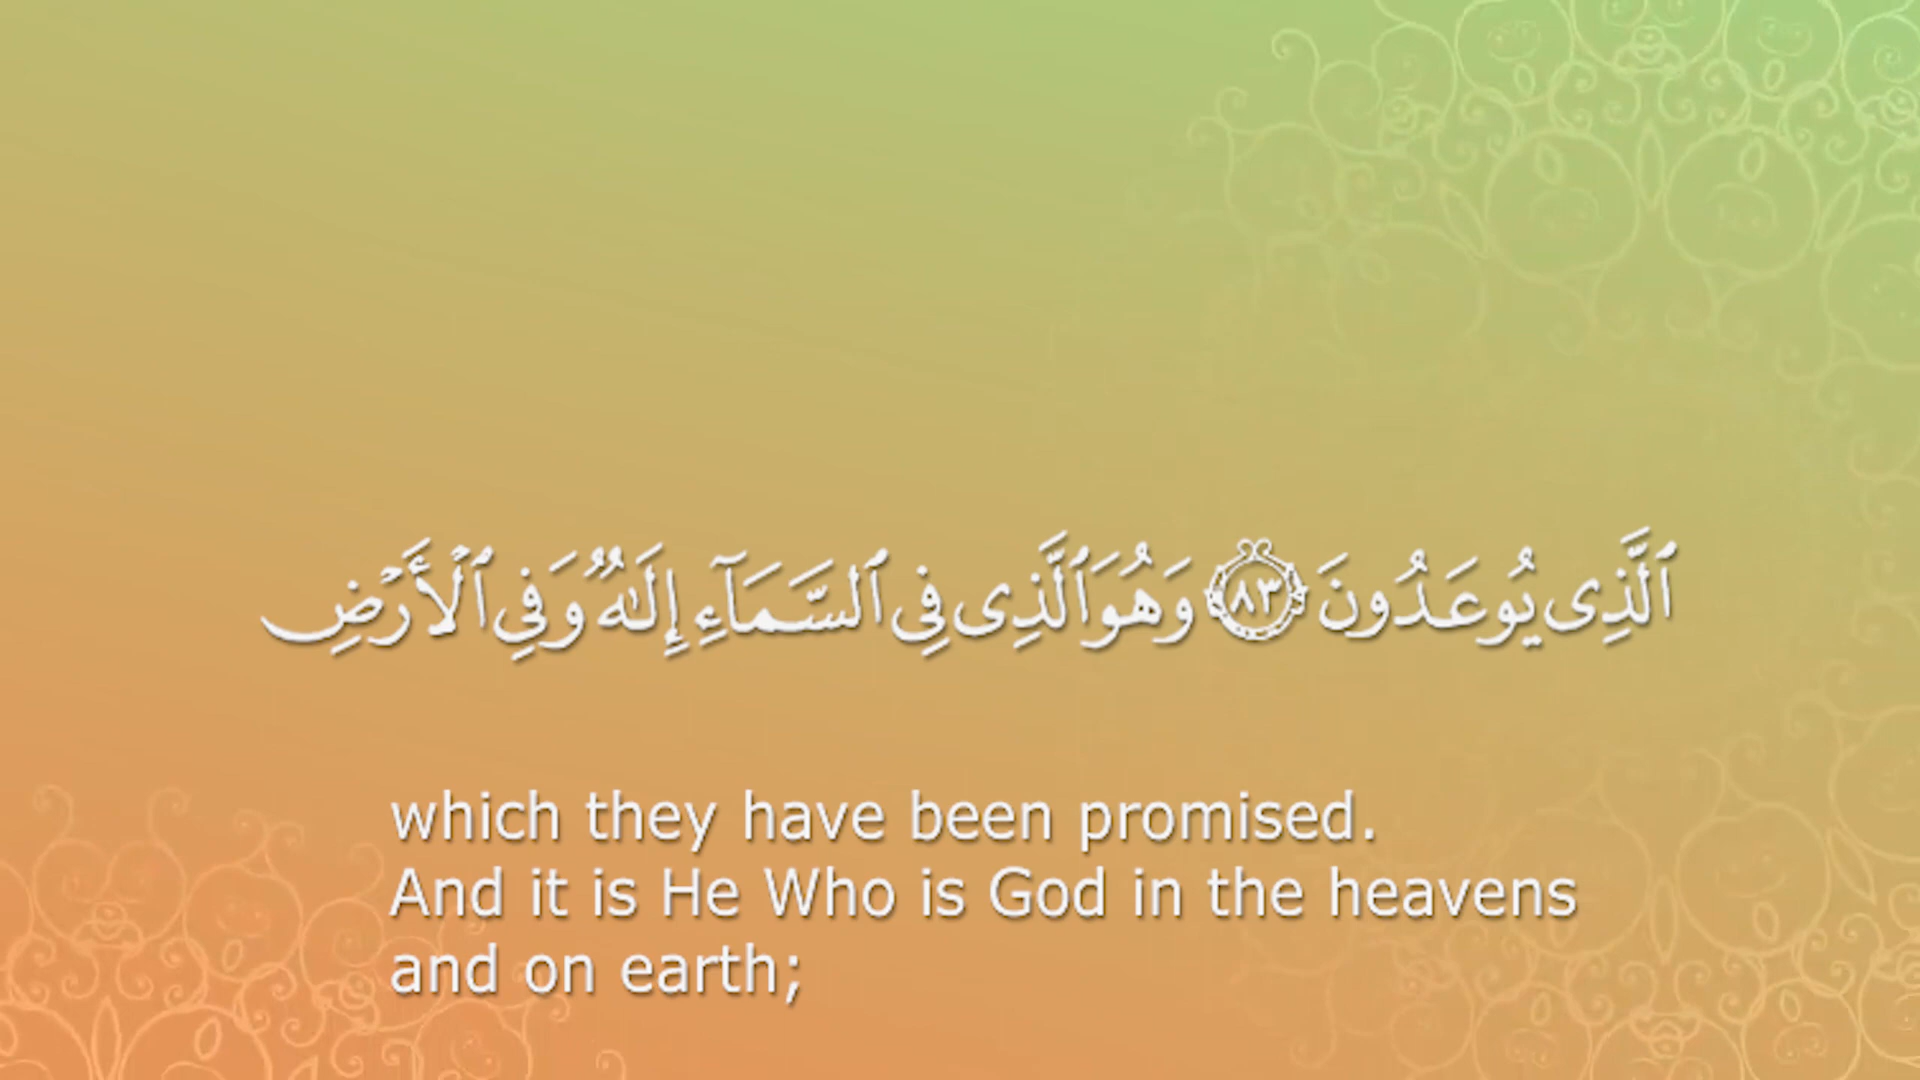 ٱلَّذِى يُوعَدُونَ ﴿٨٣﴾ وَهُوَ ٱلَّذِى فِى ٱلسَّمَآءِ إِلَـٰهٌ وَفِى ٱلْأَرْضِ
which they have been promised.
And it is He Who is God in the heavens
and on earth;